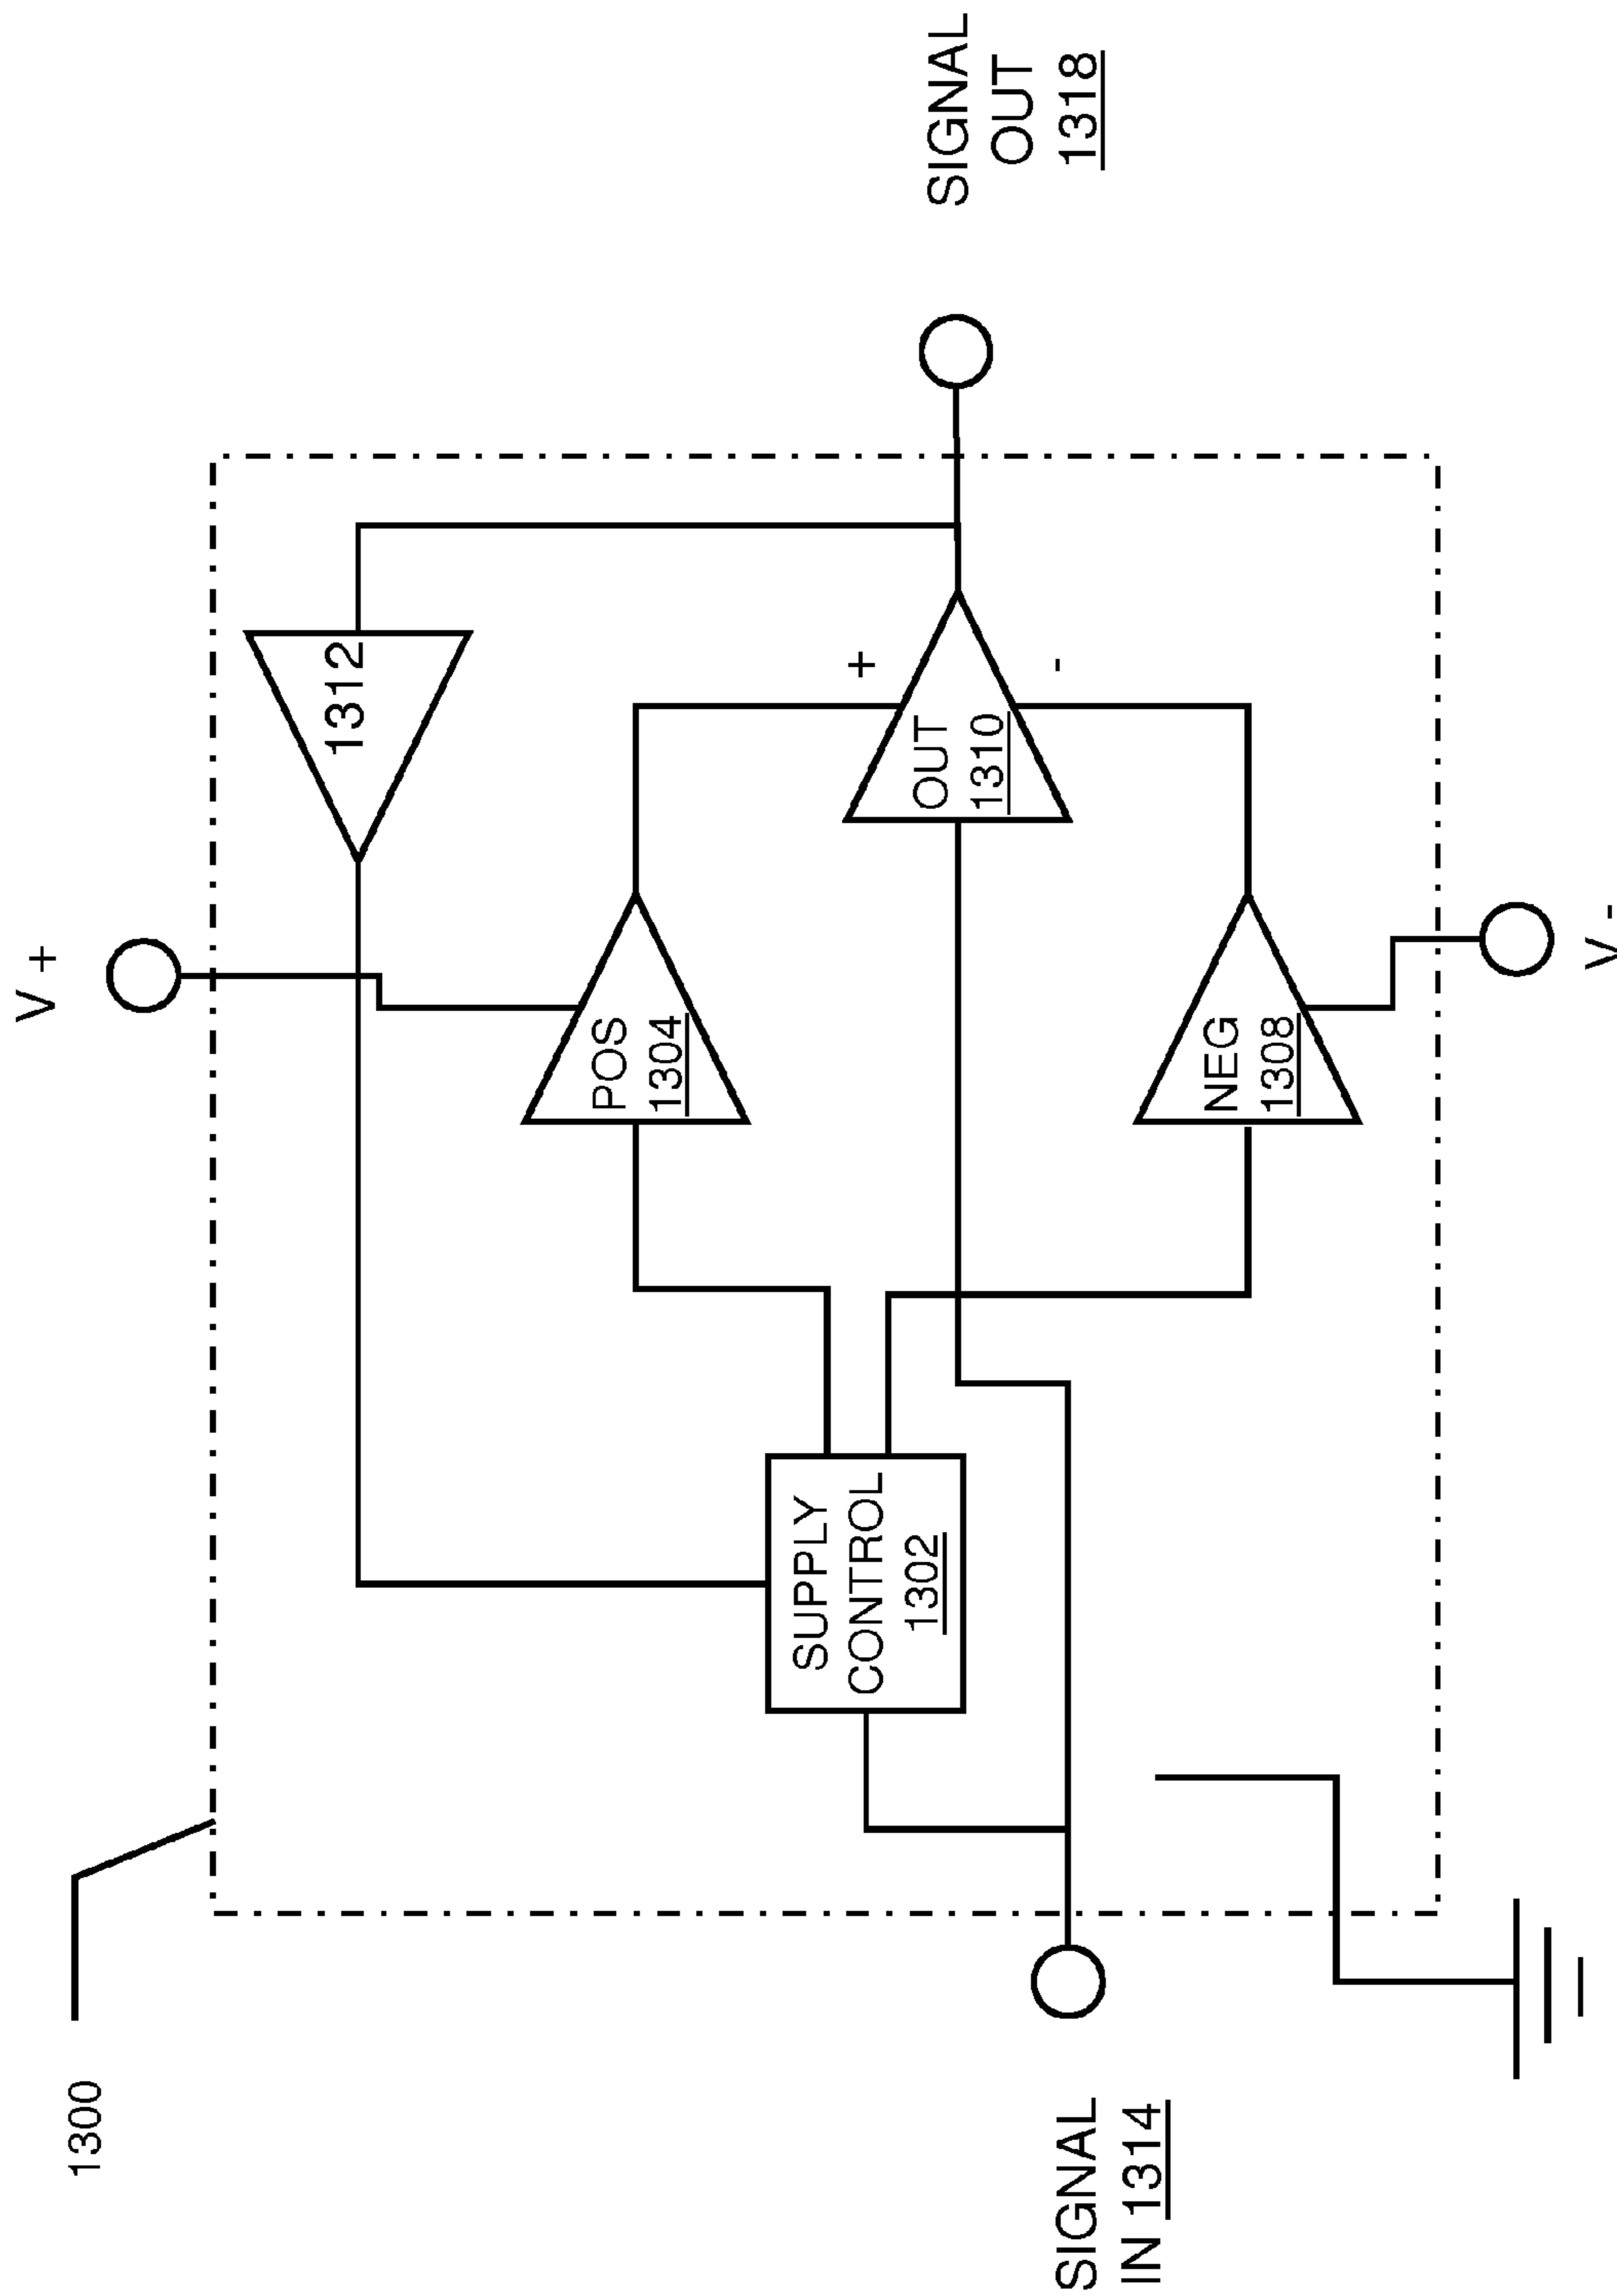 1300
V +
1312
POS
1304
SUPPLY
CONTROL
1302
+
OUT
1310
-
SIGNAL
OUT
1318
SIGNAL
IN 1314
NEG
1308
V -